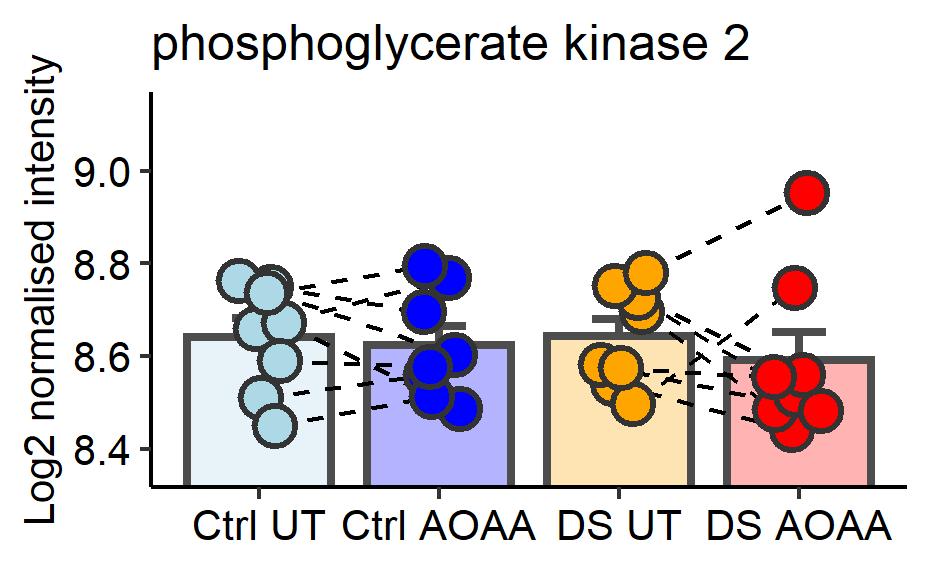 phosphoglycerate kinase 2
Log2 normalised intensity
9.0
8.8
8.6
8.4
Ctrl UT Ctrl AOAA DS UT DS AOAA